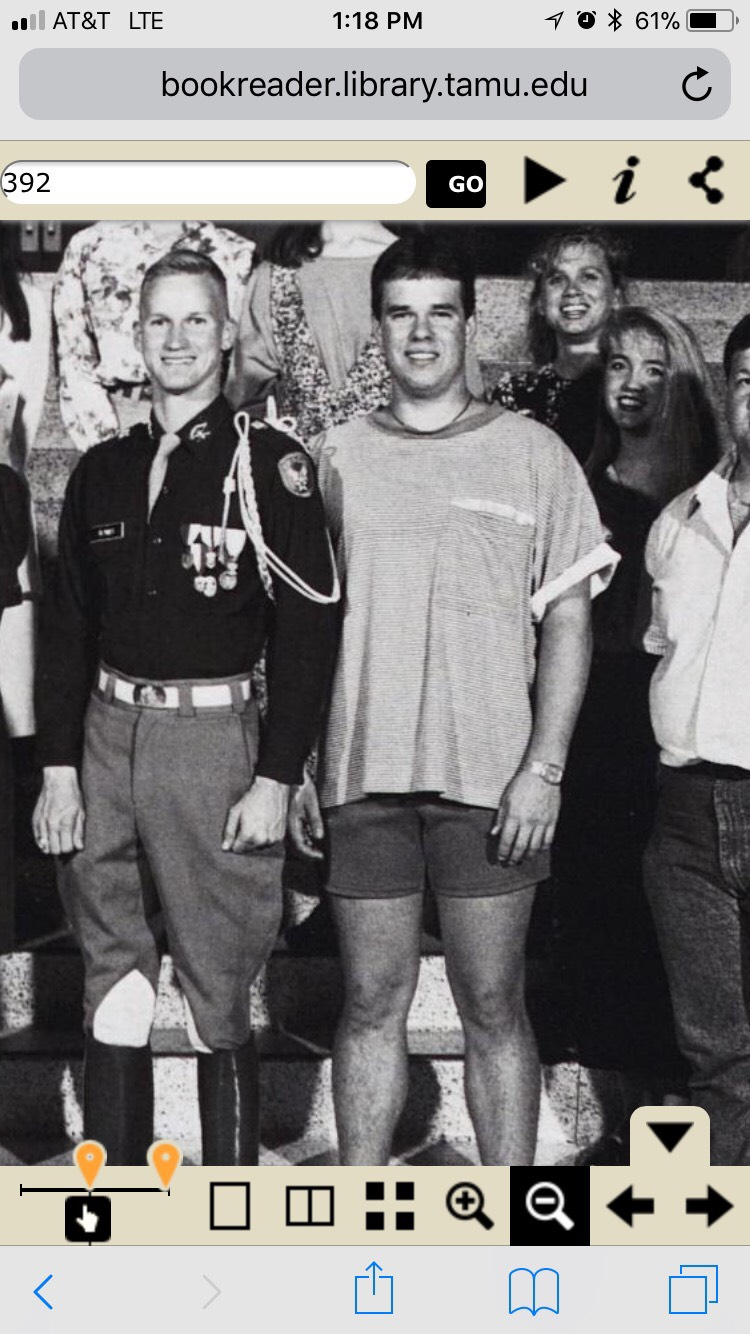 AT&T LTE 1:18 PM 61%
bookreader.library.tamu.edu
392 GO